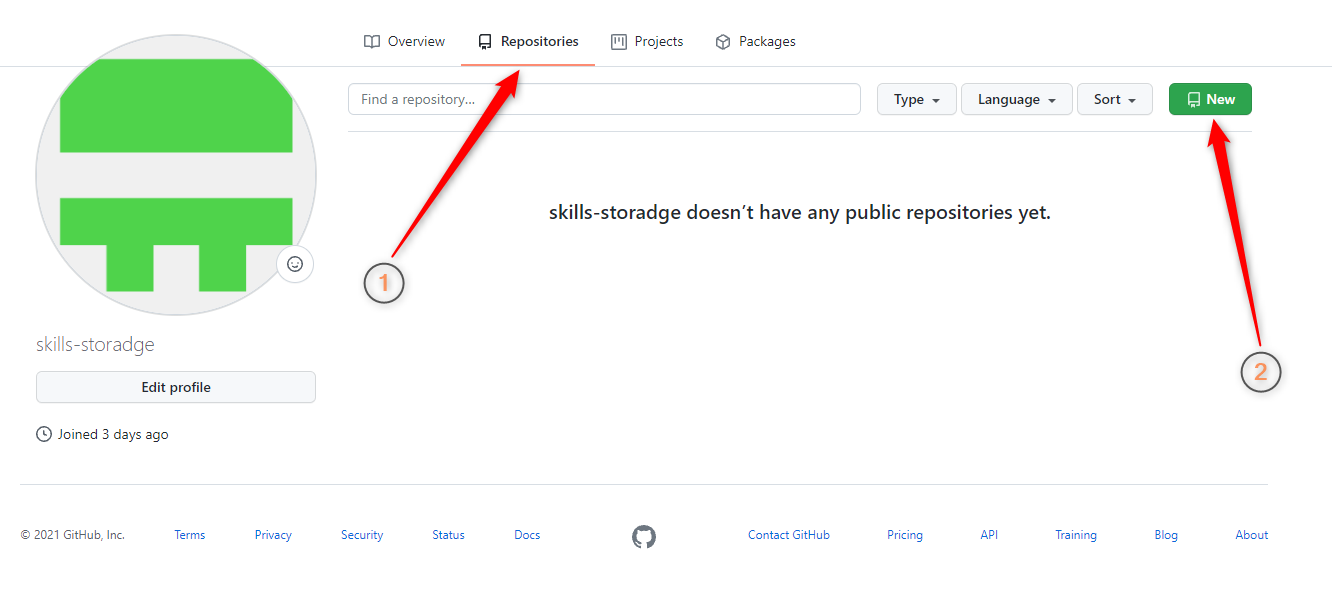 Overview Repositories Projects Packages
Find a repository... Type Language Sort New
skills-storadge doesn't have any public repositories yet.
1
skills-storadge
2
Edit profile
Joined 3 days ago
© 2021 GitHub, Inc. Terms Privacy Security Status Docs Contact GitHub Pricing API Training Blog About